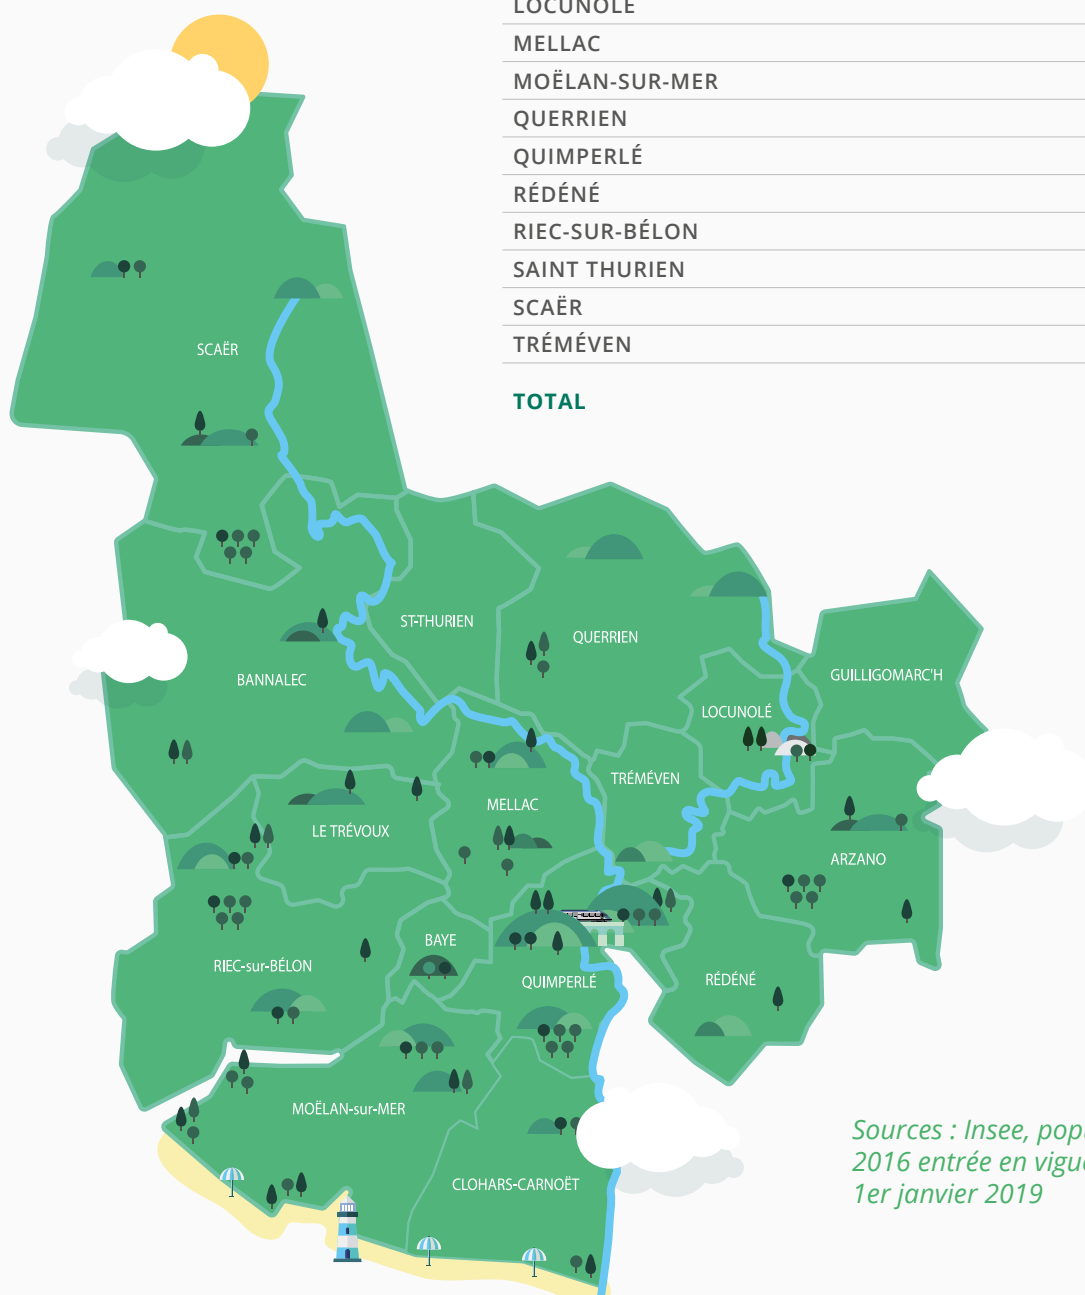 LOCUNOLÉ
MELLAC
MOËLAN-SUR-MER
QUERRIEN
QUIMPERLÉ
RÉDÉNÉ
RIEC-SUR-BÉLON
SAINT THURIEN
SCAËR
TRÉMÉVEN
TOTAL
SCAËR
ST-THURIEN
QUERRIEN
BANNALEC
GUILLIGOMARC'H
LOCUNOLÉ
TRÉMÉVEN
MELLAC
LE TRÉVOUX
ARZANO
BAYE
RIEC-sur-BÉLON
QUIMPERLÉ
RÉDÉNÉ
MOËLAN-sur-MER
CLOHARS-CARNOËT
Sources : Insee,
2016 entrée en
1er janvier 2019